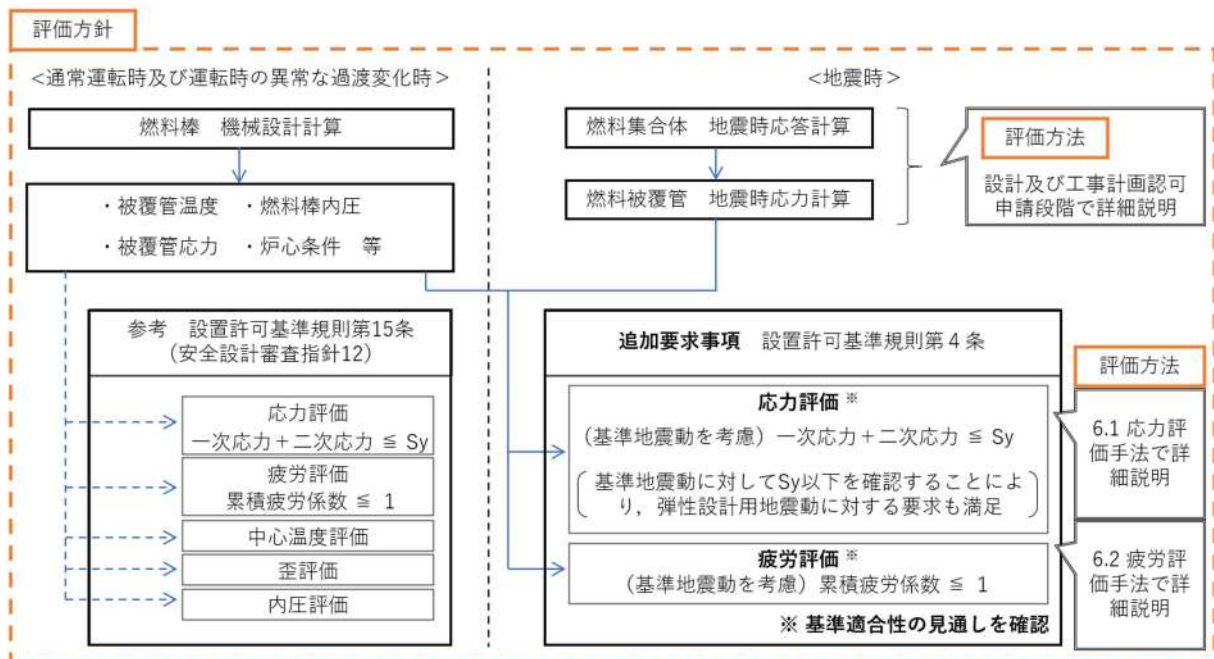 評価方針
<通常運転時及び運転時の異常な過渡変化時>
燃料棒 機械設計計算
・被覆管温度 ・燃料棒内圧
・被覆管応力 ・炉心条件 等
参考 設置許可基準規則第15条
(安全設計審査指針12)
応力評価
一次応力＋二次応力 ≦ Sy
疲労評価
累積疲労係数 ≦ 1
中心温度評価
歪評価
内圧評価
<地震時>
燃料集合体 地震時応答計算
燃料被覆管 地震時応力計算
評価方法
設計及び工事計画認可
申請段階で詳細説明
追加要求事項 設置許可基準規則第４条
応力評価※
(基準地震動を考慮) 一次応力＋二次応力 ≦ Sy
基準地震動に対してSy以下を確認することによ
り，弾性設計用地震動に対する要求も満足
疲労評価※
(基準地震動を考慮) 累積疲労係数 ≦ 1
※ 基準適合性の見通しを確認
評価方法
6.1 応力評
価手法で詳
細説明
6.2 疲労評
価手法で詳
細説明